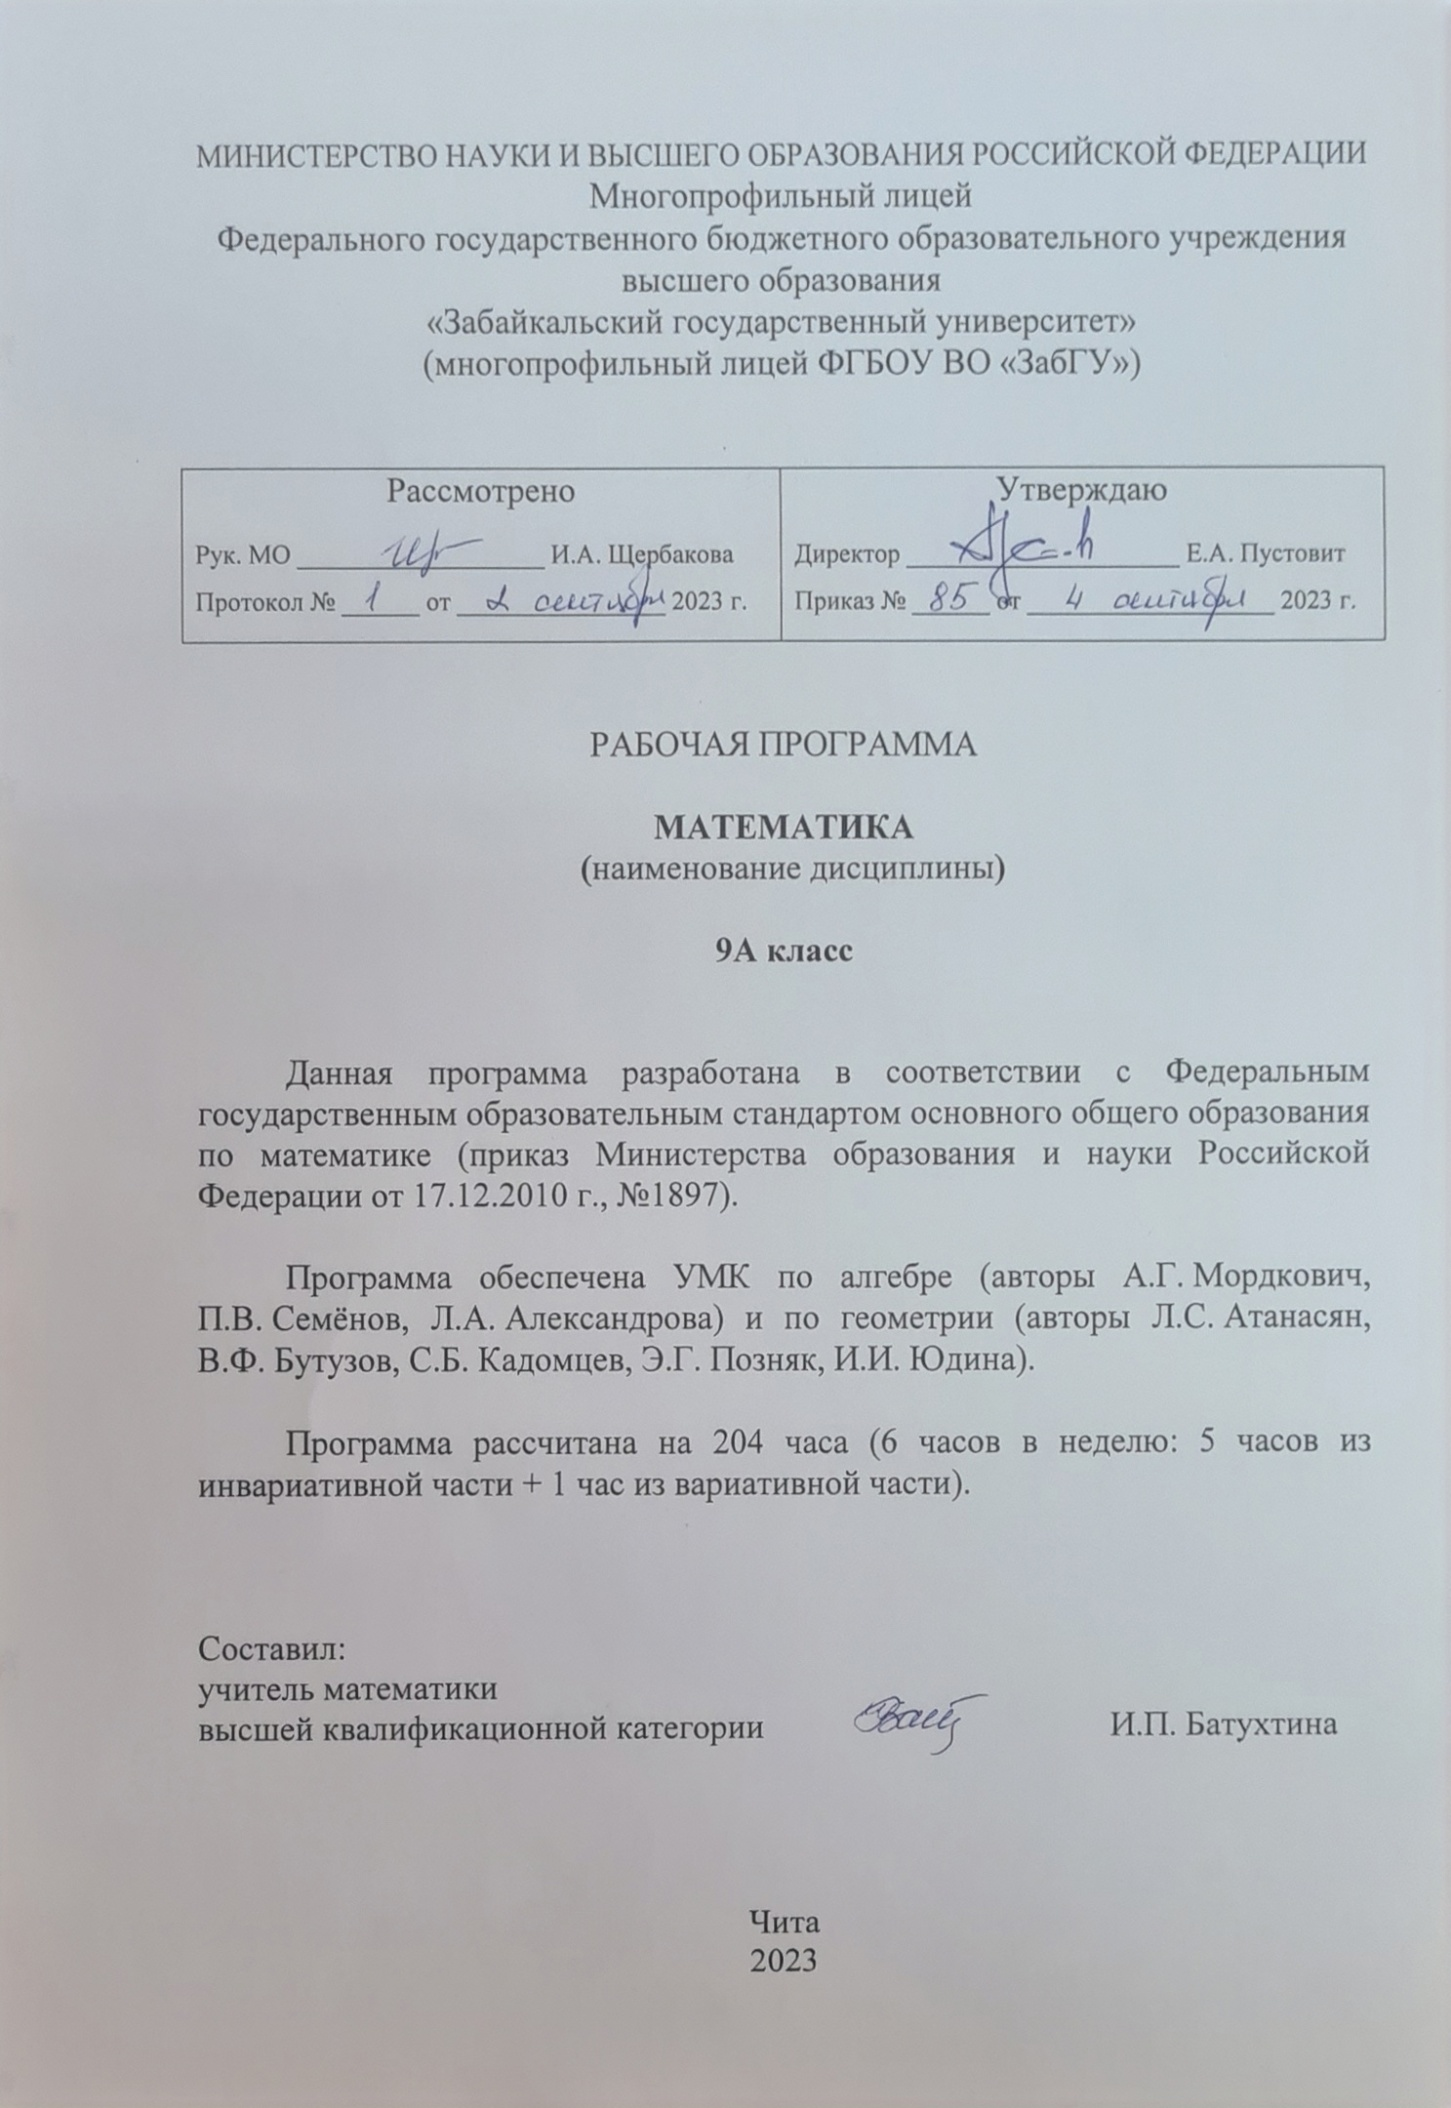 МИНИСТЕРСТВО НАУКИ И ВЫСШЕГО ОБРАЗОВАНИЯ РОССИЙСКОЙ ФЕДЕРАЦИИ
Многопрофильный лицей
Федерального государственного бюджетного образовательного учреждения
высшего образования
«Забайкальский государственный университет»
(многопрофильный лицей ФГБОУ ВО «ЗабГУ»)
Рассмотрено
Рук. МО И.А. Щербакова
Протокол № 1 от 2 сентября 2023 г.
Утверждаю
Директор Е.А. Пустовит
Приказ № 85 от 4 сентября 2023 г.
РАБОЧАЯ ПРОГРАММА
МАТЕМАТИКА
(наименование дисциплины)
9А класс
Данная программа разработана в соответствии с Федеральным
государственным образовательным стандартом основного общего образования
по математике (приказ Министерства образования и науки Российской
Федерации от 17.12.2010 г., №1897).
Программа обеспечена УМК по алгебре (авторы А.Г. Мордкович,
П.В. Семёнов, Л.А. Александрова) и по геометрии (авторы Л.С. Атанасян,
В.Ф. Бутузов, С.Б. Кадомцев, Э.Г. Позняк, И.И. Юдина).
Программа рассчитана на 204 часа (6 часов в неделю: 5 часов из
инвариативной части + 1 час из вариативной части).
Составил:
учитель математики
высшей квалификационной категории И.П. Батухтина
Чита
2023